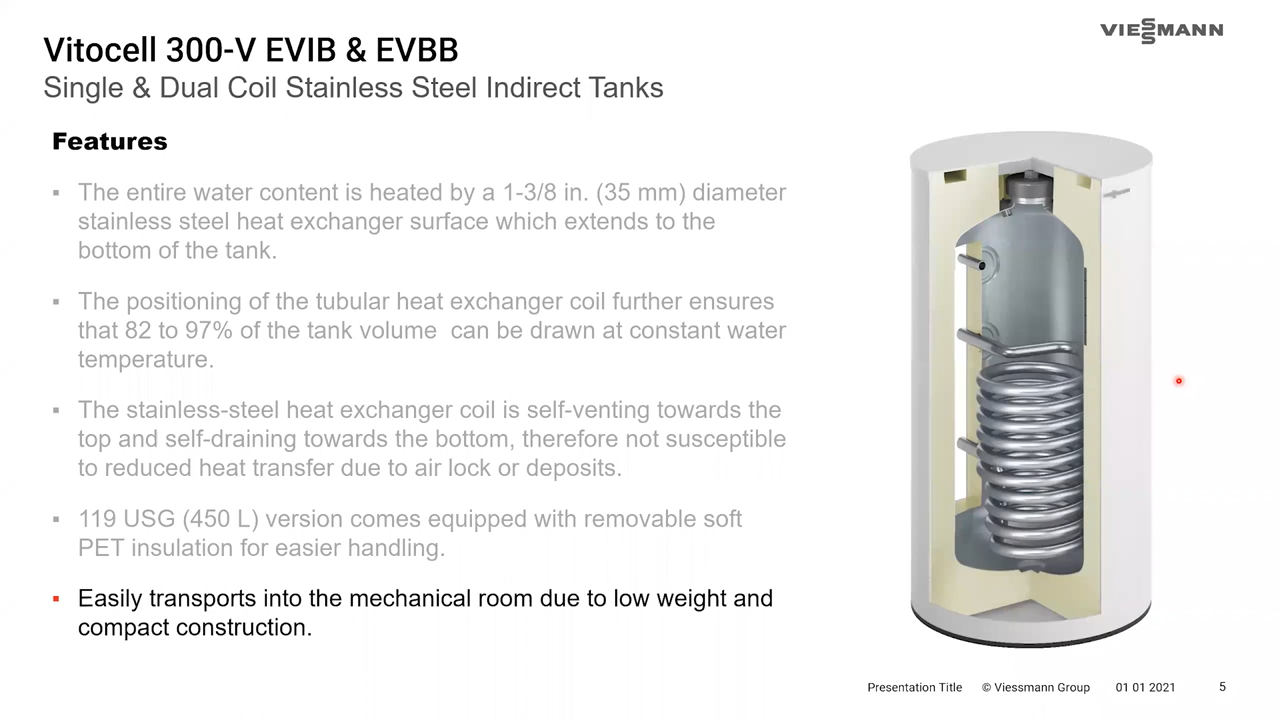 VIESSMANN
Vitocell 300-V EVIB & EVBB
Single & Dual Coil Stainless Steel Indirect Tanks
Features
▪ The entire water content is heated by a 1-3/8 in. (35 mm) diameter
stainless steel heat exchanger surface which extends to the
bottom of the tank.
▪ The positioning of the tubular heat exchanger coil further ensures
that 82 to 97% of the tank volume  can be drawn at constant water
temperature.
▪ The stainless-steel heat exchanger coil is self-venting towards the
top and self-draining towards the bottom, therefore not susceptible
to reduced heat transfer due to air lock or deposits.
▪ 119 USG (450 L) version comes equipped with removable soft
PET insulation for easier handling.
▪ Easily transports into the mechanical room due to low weight and
compact construction.
Presentation Title © Viessmann Group 01 01 2021 5